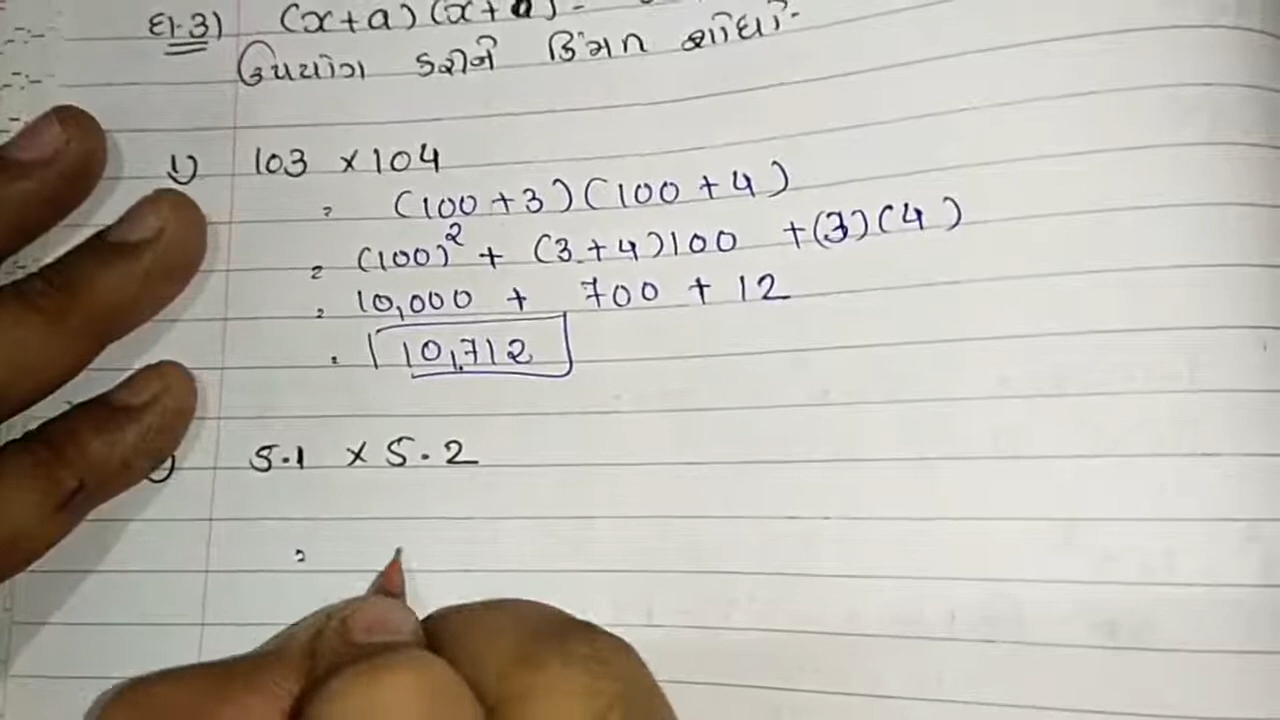 દા.3) (x+a)(x+
ઉપયોગ કરીને કિંમત શોધો.
1) 103 × 104
= (100 + 3) (100 + 4)
= (100)² + (3 + 4) 100 + (3) (4)
= 10,000 + 700 + 12
= 10,712
5.1 × 5.2
=